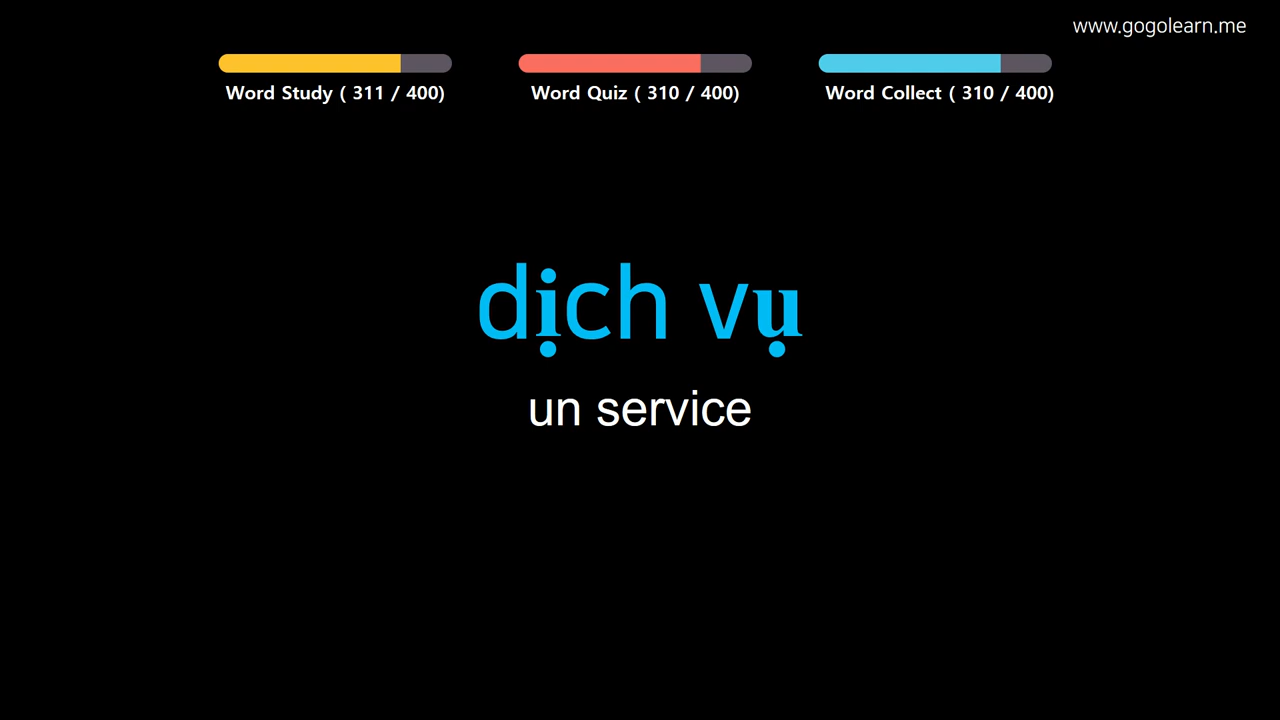 www.gogolearn.me
Word Study ( 311 / 400)
Word Quiz ( 310 / 400)
Word Collect ( 310 / 400)
dịch vụ
un service